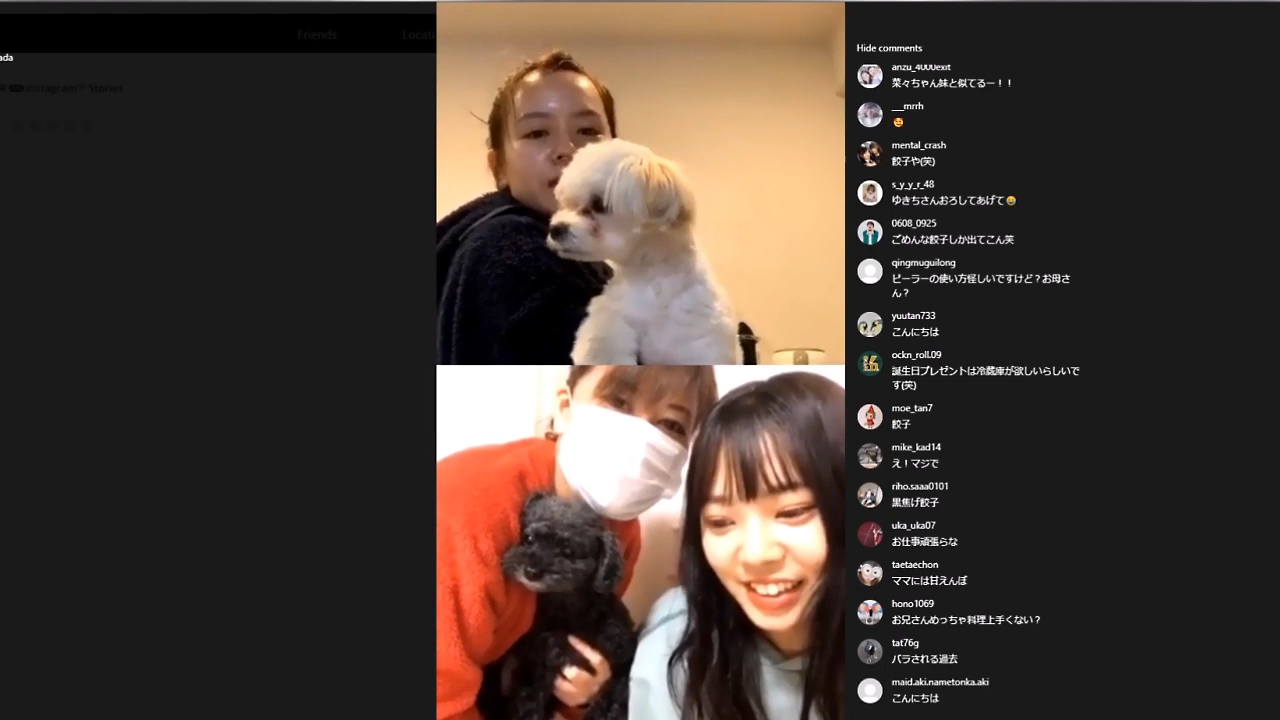 Friends
Locati
ada
Instagram
Stories
Hide comments
anzu_4000exit
菜々ちゃん妹と似てるー！！
__mrrh
mental_crash
餃子や(笑)
s_y_y_r_48
ゆきちさんおろしてあげて😂
0608_0925
ごめんな餃子しか出てこん笑
qingmuguilong
ピーラーの使い方怪しいですけど？お母さ
ん？
yuutan733
こんにちは
ockn_roll.09
誕生日プレゼントは冷蔵庫が欲しいらしいで
す(笑)
moe_tan7
餃子
mike_kad14
え！マジで
riho.saaa0101
黒焦げ餃子
uka_uka07
お仕事頑張らな
taetaechon
ママには甘えんぼ
hono1069
お兄さんめっちゃ料理上手くない？
tat76g
バラされる過去
maid.aki.nametonka.aki
こんにちは